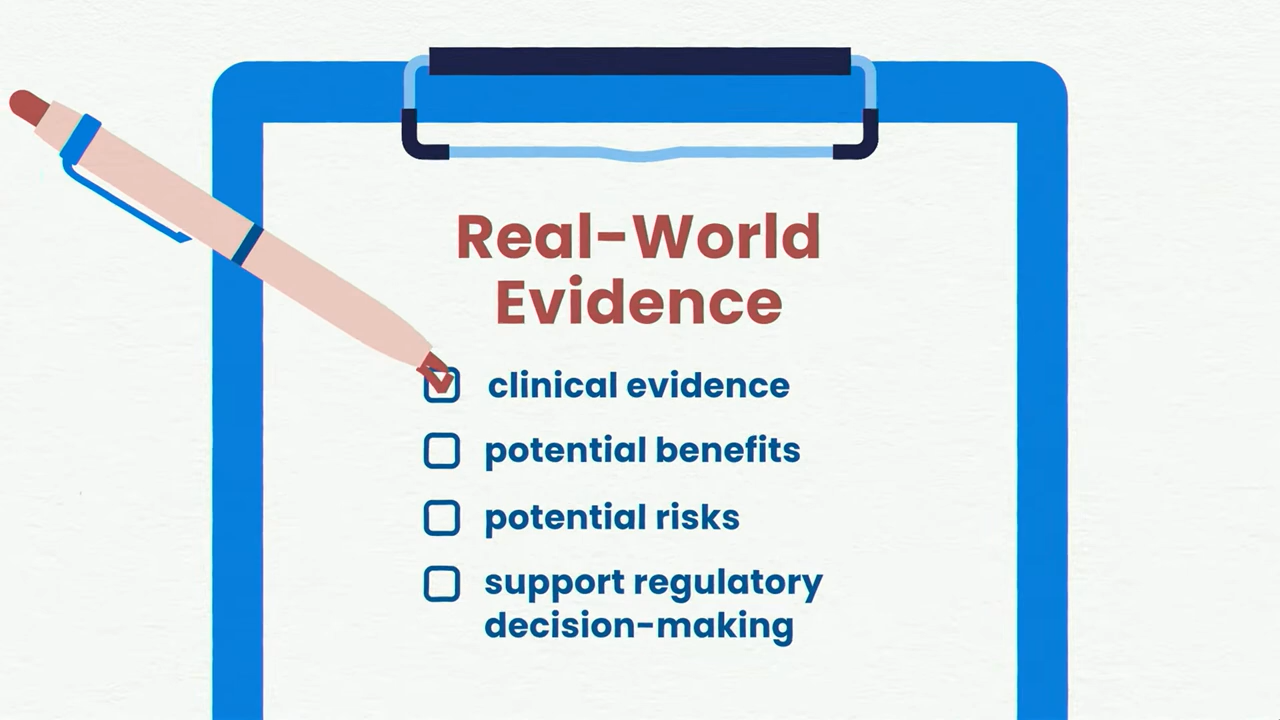 Real-World
Evidence
clinical evidence
potential benefits
potential risks
support regulatory
decision-making